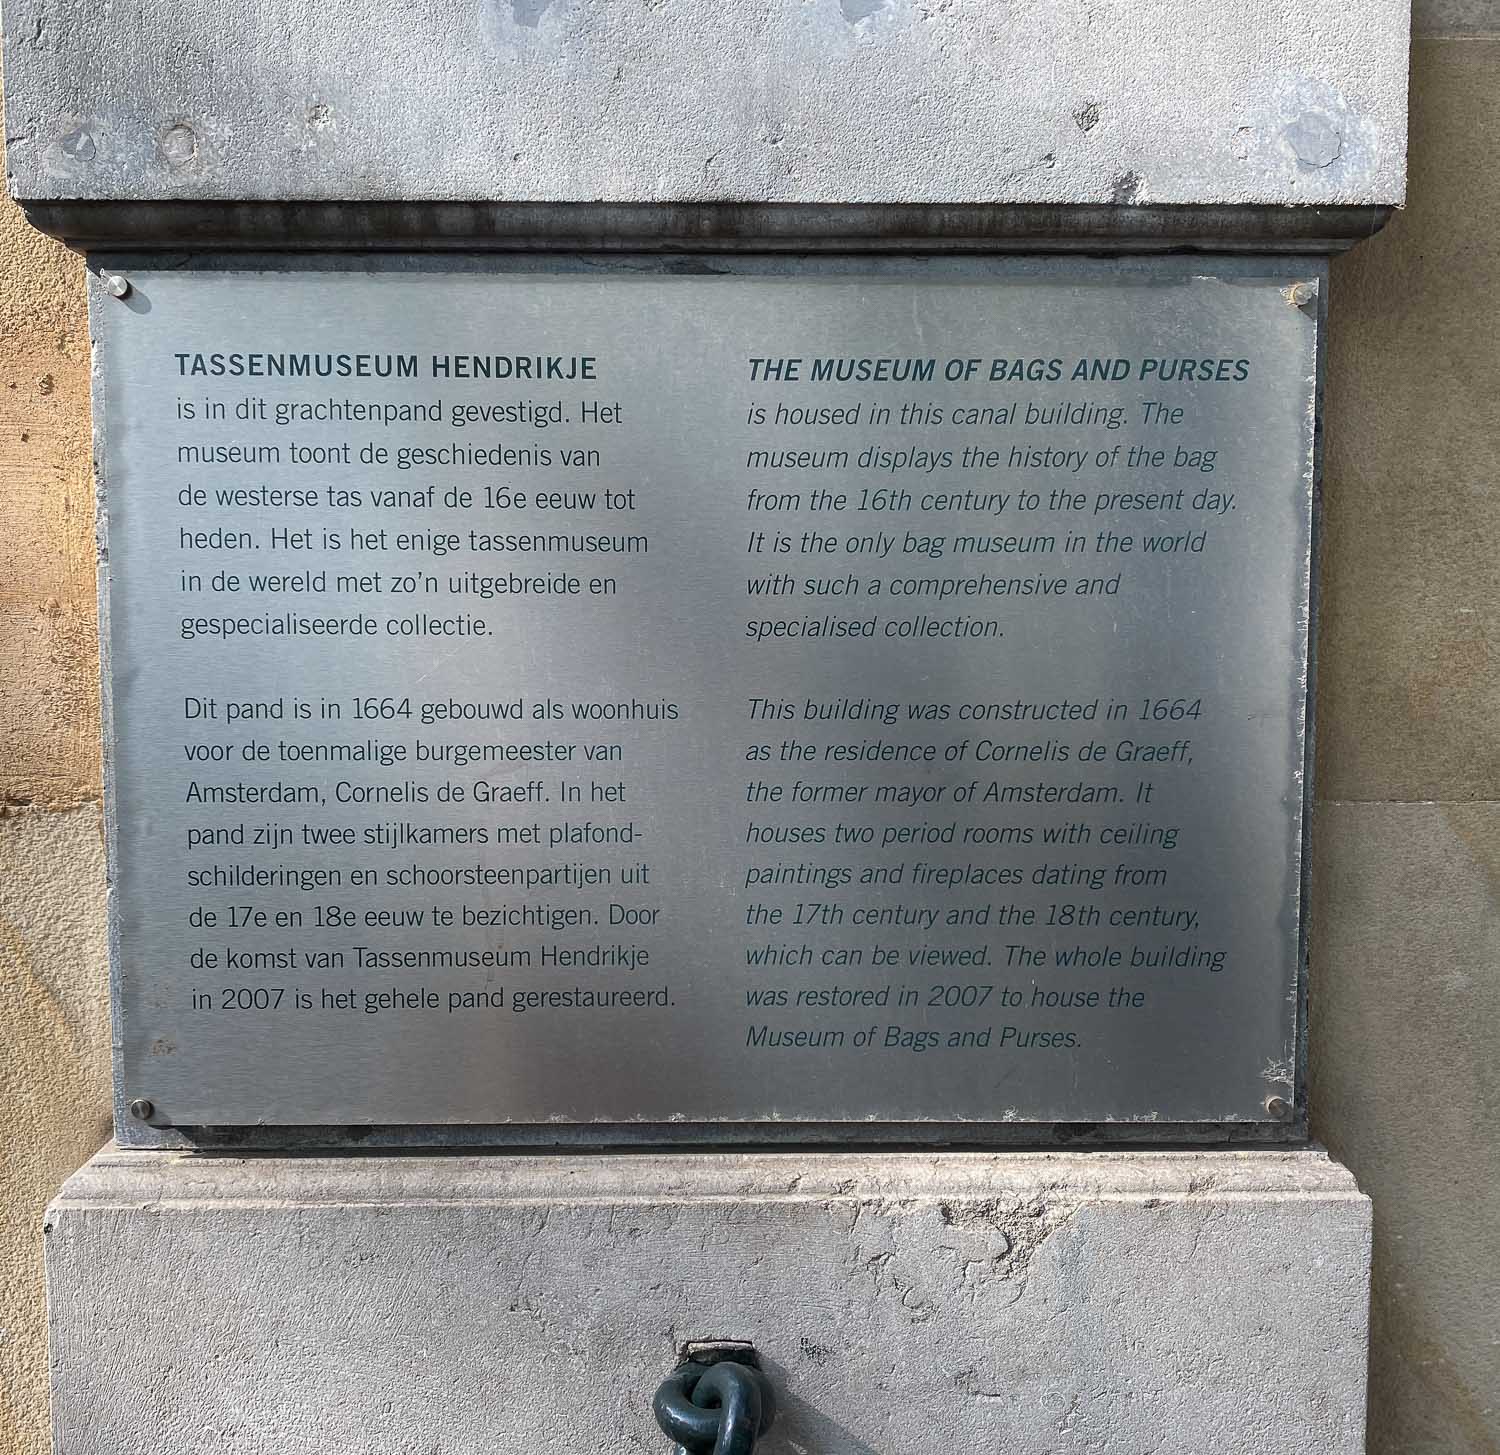 TASSENMUSEUM HENDRIKJE
is in dit grachtenpand gevestigd. Het
museum toont de geschiedenis van
de westerse tas vanaf de 16e eeuw tot
heden. Het is het enige tassenmuseum
in de wereld met zo'n uitgebreide en
gespecialiseerde collectie.
Dit pand is in 1664 gebouwd als woonhuis
voor de toenmalige burgemeester van
Amsterdam, Cornelis de Graeff. In het
pand zijn twee stijlkamers met plafond-
schilderingen en schoorsteenpartijen uit
de 17e en 18e eeuw te bezichtigen. Door
de komst van Tassenmuseum Hendrikje
in 2007 is het gehele pand gerestaureerd.
THE MUSEUM OF BAGS AND PURSES
is housed in this canal building. The
museum displays the history of the bag
from the 16th century to the present day.
It is the only bag museum in the world
with such a comprehensive and
specialised collection.
This building was constructed in 1664
as the residence of Cornelis de Graeff,
the former mayor of Amsterdam. It
houses two period rooms with ceiling
paintings and fireplaces dating from
the 17th century and the 18th century,
which can be viewed. The whole building
was restored in 2007 to house the
Museum of Bags and Purses.